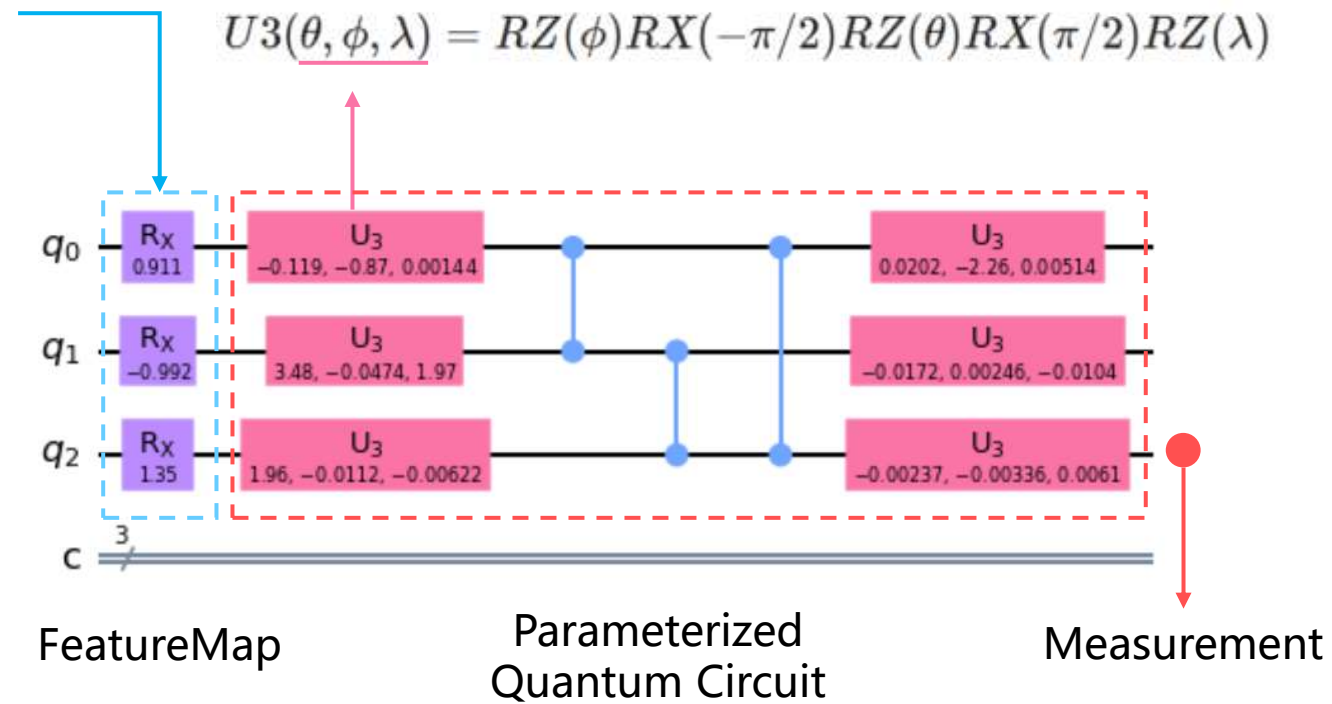 U3(θ, ϕ, λ) = RZ(ϕ)RX(−π/2)RZ(θ)RX(π/2)RZ(λ)
q0 RX 0.911 U3 −0.119, −0.87, 0.00144 U3 0.0202, −2.26, 0.00514
q1 RX −0.992 U3 3.48, −0.0474, 1.97 U3 −0.0172, 0.00246, −0.0104
q2 RX 1.35 U3 1.96, −0.0112, −0.00622 U3 −0.00237, −0.00336, 0.0061
3
c
FeatureMap
Parameterized
Quantum Circuit
Measurement